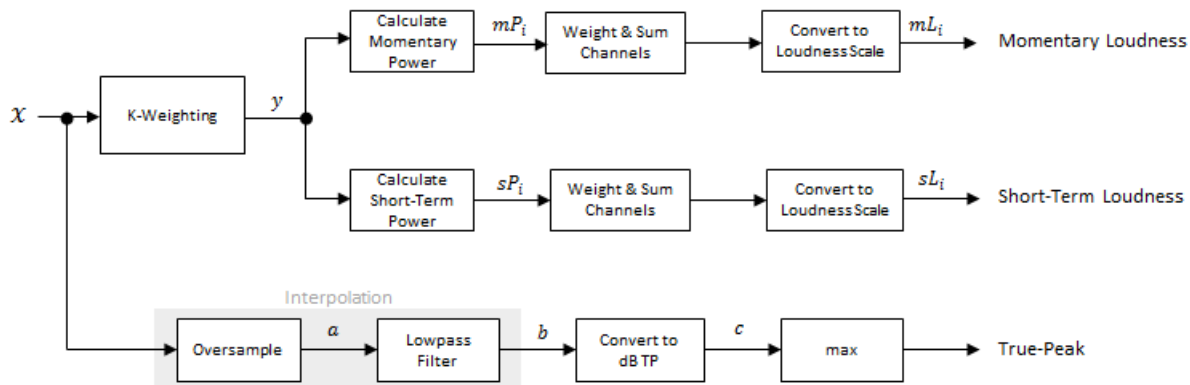 Calculate
Momentary
Power
mP_i
Weight & Sum
Channels
Convert to
Loudness Scale
mL_i
Momentary Loudness
x
K-Weighting
y
Calculate
Short-Term
Power
sP_i
Weight & Sum
Channels
Convert to
Loudness Scale
sL_i
Short-Term Loudness
Interpolation
Oversample
a
Lowpass
Filter
b
Convert to
dB TP
c
max
True-Peak